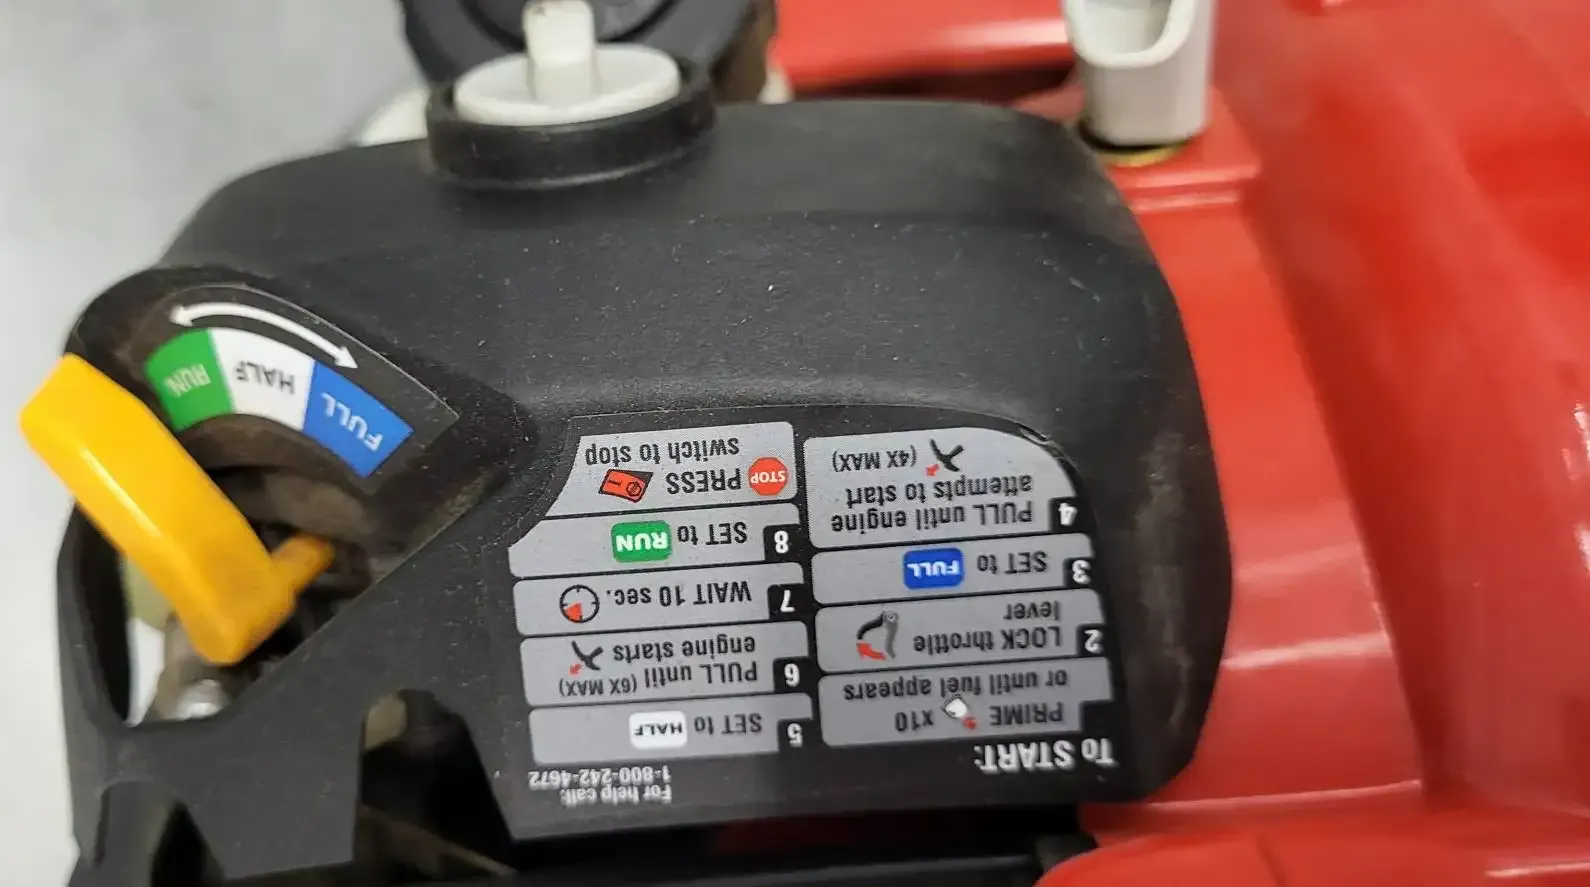 To START:
PRIME x10
or until fuel appears
2 LOCK throttle
lever
3 SET to FULL
4 PULL until engine
attempts to start
(4X MAX)
For help call:
1-800-242-4672
5 SET to HALF
6 PULL until (6X MAX)
engine starts
7 WAIT 10 sec.
8 SET to RUN
STOP PRESS
switch to stop
FULL
HALF
RUN